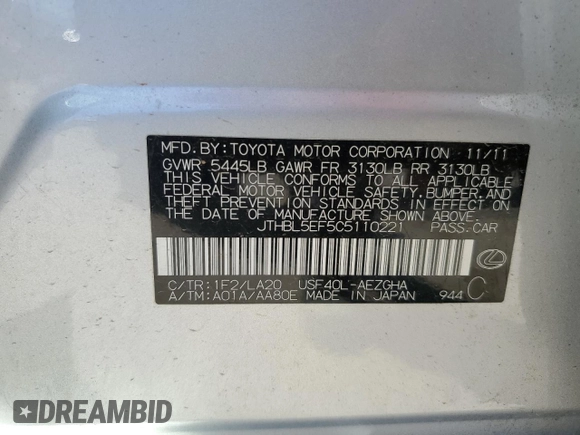 MFD.BY:TOYOTA MOTOR CORPORATION 11/11
GVWR 5445LB GAWR FR 3130LB RR 3130LB
THIS VEHICLE CONFORMS TO ALL APPLICABLE
FEDERAL MOTOR VEHICLE SAFETY, BUMPER, AND
THEFT PREVENTION STANDARDS IN EFFECT ON
THE DATE OF MANUFACTURE SHOWN ABOVE.
JTHBL5EF5C5110221 PASS.CAR
C/TR:1F2/LA20 USF40L-AEZGHA
A/TM:A01A/AA80E MADE IN JAPAN 944 C
DREAMBID